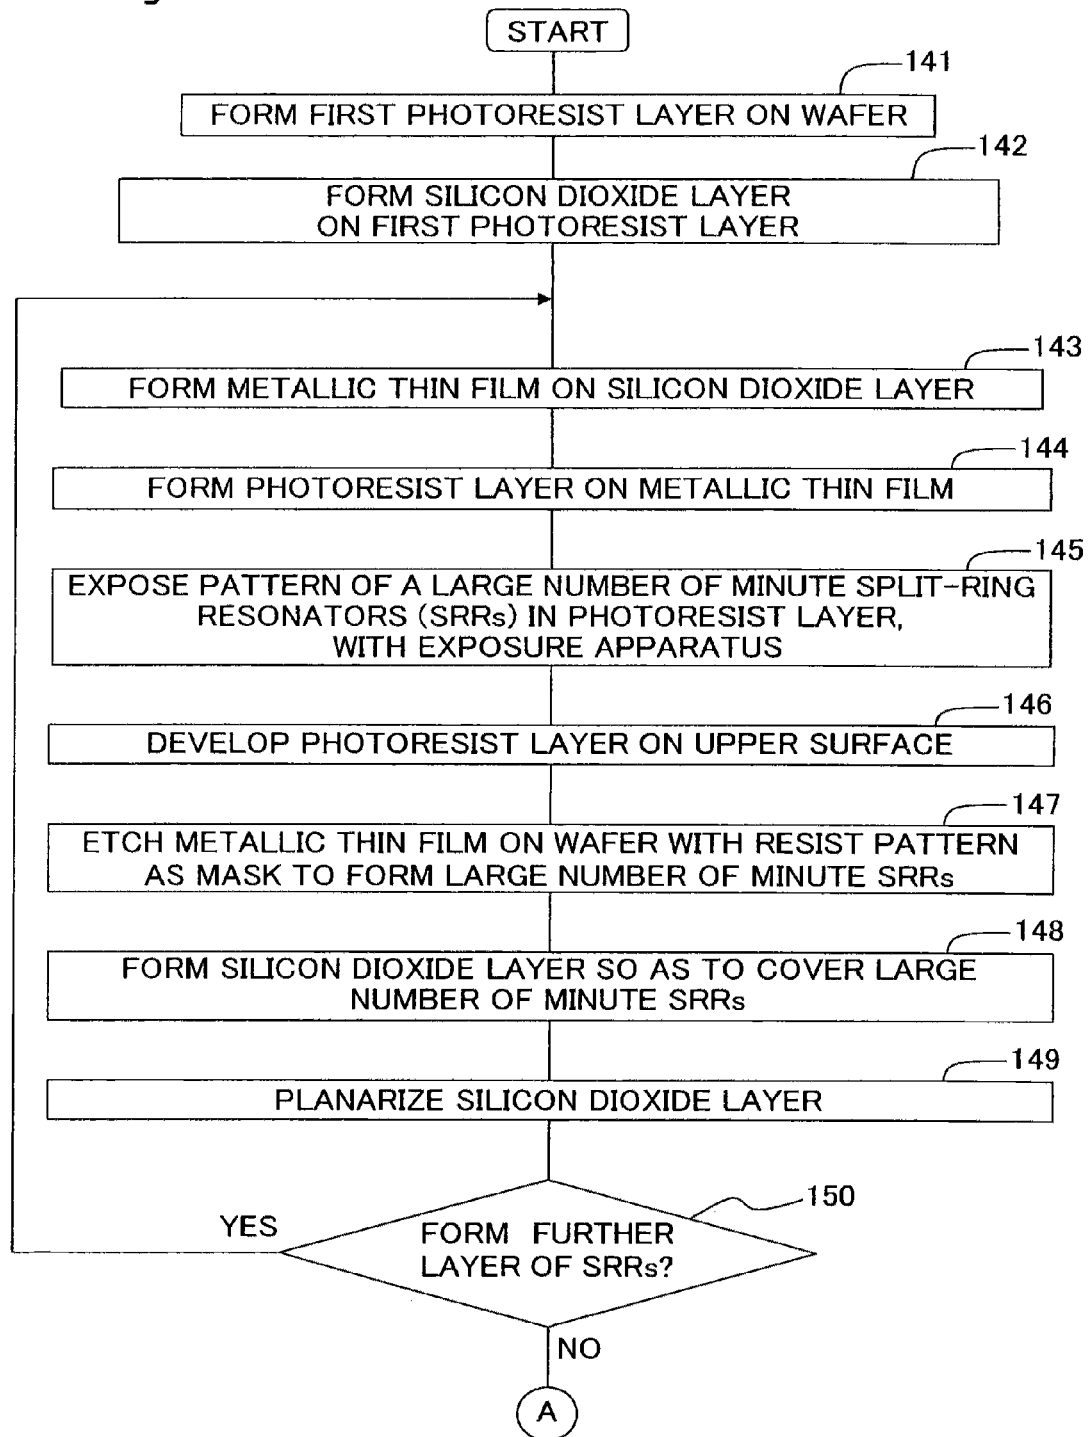 START
141
FORM FIRST PHOTORESIST LAYER ON WAFER
142
FORM SILICON DIOXIDE LAYER
ON FIRST PHOTORESIST LAYER
143
FORM METALLIC THIN FILM ON SILICON DIOXIDE LAYER
144
FORM PHOTORESIST LAYER ON METALLIC THIN FILM
145
EXPOSE PATTERN OF A LARGE NUMBER OF MINUTE SPLIT-RING
RESONATORS (SRRs) IN PHOTORESIST LAYER,
WITH EXPOSURE APPARATUS
146
DEVELOP PHOTORESIST LAYER ON UPPER SURFACE
147
ETCH METALLIC THIN FILM ON WAFER WITH RESIST PATTERN
AS MASK TO FORM LARGE NUMBER OF MINUTE SRRs
148
FORM SILICON DIOXIDE LAYER SO AS TO COVER LARGE
NUMBER OF MINUTE SRRs
149
PLANARIZE SILICON DIOXIDE LAYER
150
YES
FORM FURTHER
LAYER OF SRRs?
NO
A